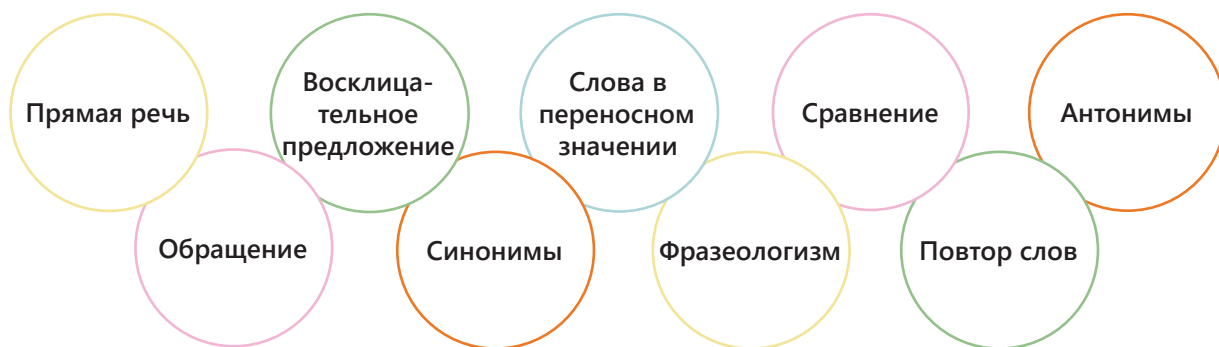 Прямая речь
Восклица-
тельное
предложение
Слова в
переносном
значении
Сравнение
Антонимы
Обращение
Синонимы
Фразеологизм
Повтор слов